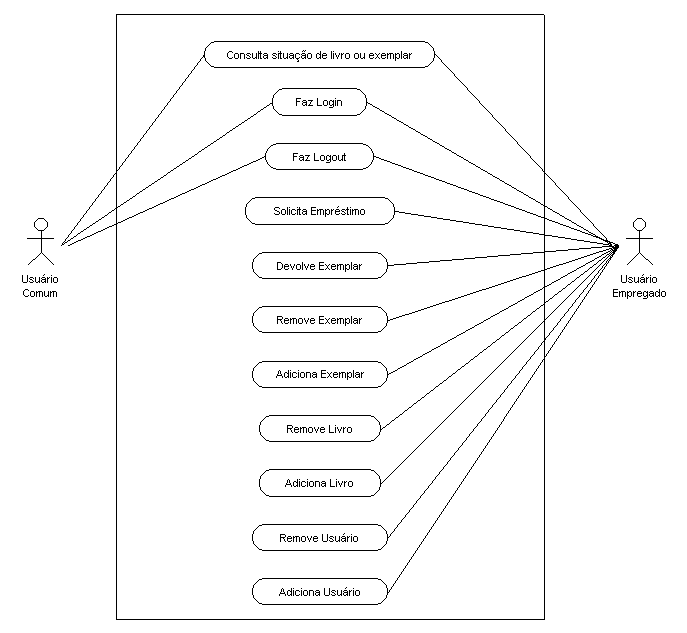 Consulta situação de livro ou exemplar
Faz Login
Faz Logout
Solicita Empréstimo
Devolve Exemplar
Remove Exemplar
Adiciona Exemplar
Remove Livro
Adiciona Livro
Remove Usuário
Adiciona Usuário
Usuário
Comum
Usuário
Empregado